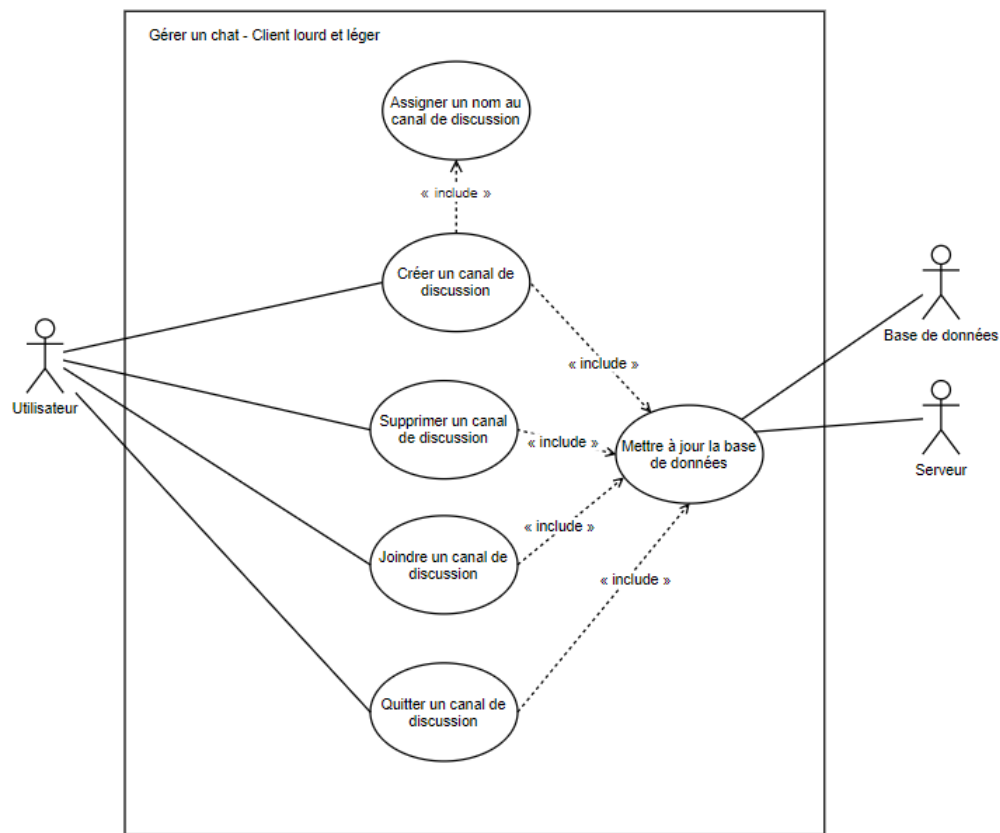 Gérer un chat - Client lourd et léger
Assigner un nom au
canal de discussion
« include »
Créer un canal de
discussion
« include »
Base de données
Utilisateur
Supprimer un canal
de discussion
« include »
Mettre à jour la base
de données
Serveur
« include »
Joindre un canal de
discussion
« include »
Quitter un canal de
discussion